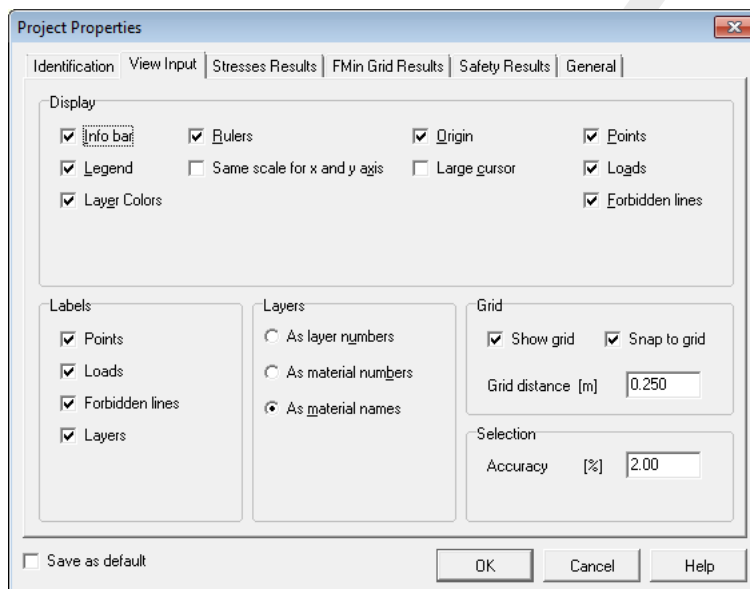 Project Properties
Identification View Input Stresses Results FMin Grid Results Safety Results General
Display
Info bar Rulers Origin Points
Legend Same scale for x and y axis Large cursor Loads
Layer Colors Forbidden lines
Labels Layers Grid
Points As layer numbers Show grid Snap to grid
Loads As material numbers Grid distance [m] 0.250
Forbidden lines As material names
Layers
Selection
Accuracy [%] 2.00
Save as default OK Cancel Help